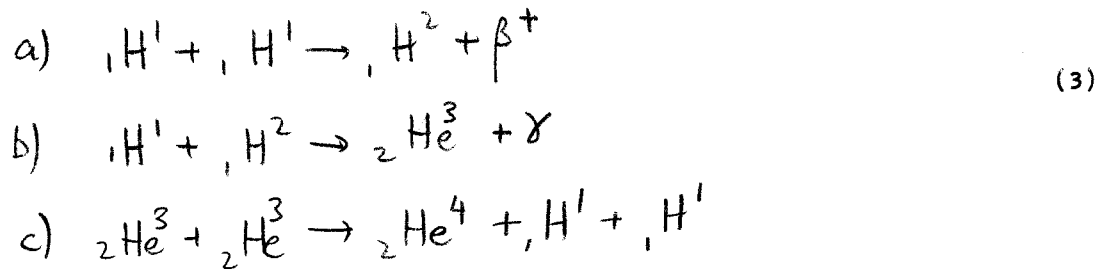 a) ₁H¹ + ₁H¹ → ₁H² + β⁺
(3)
b) ₁H¹ + ₁H² → ₂He³ + γ
c) ₂He³ + ₂He³ → ₂He⁴ + ₁H¹ + ₁H¹